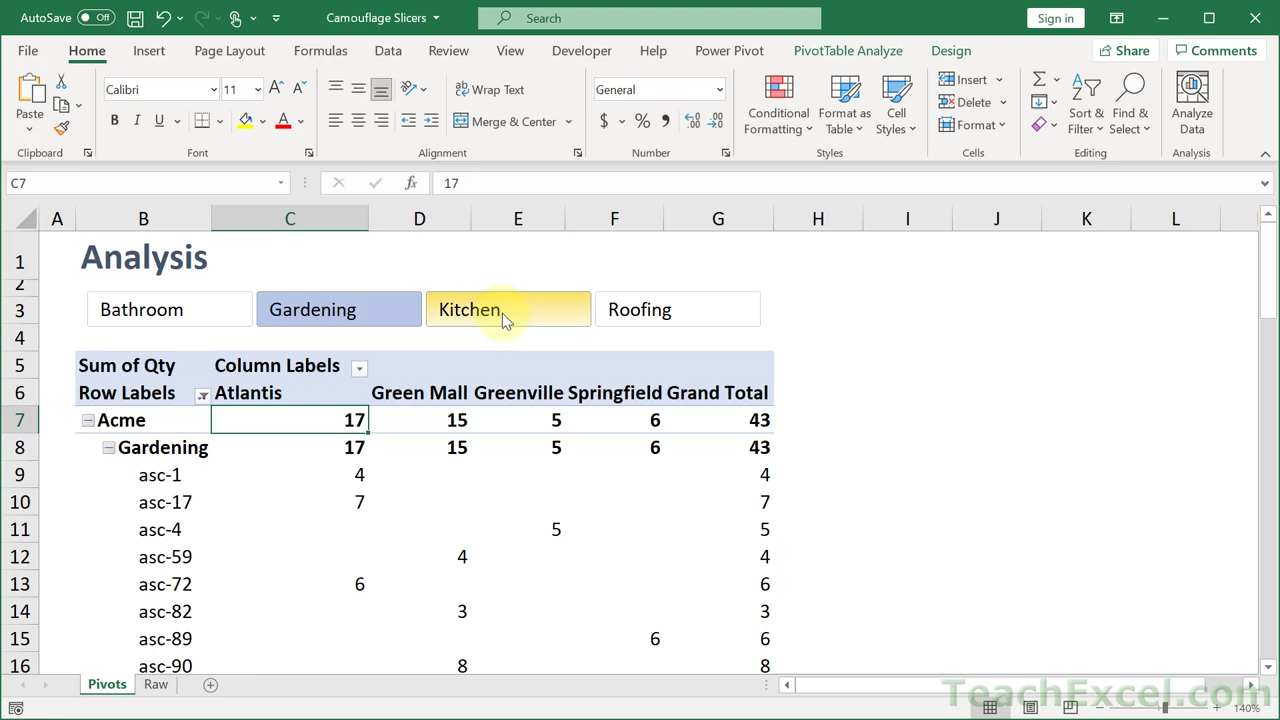 AutoSave Off Camouflage Slicers Search Sign in
File Home Insert Page Layout Formulas Data Review View Developer Help Power Pivot PivotTable Analyze Design Share Comments
Paste Calibri 11 Wrap Text General Insert
Merge & Center Conditional Formatting Format as Table Cell Styles Delete Sort & Filter Find & Select Analyze Data
B I U A $ % Format
Clipboard Font Alignment Number Styles Cells Editing Analysis
C7 fx 17
A B C D E F G H I J K L
1 Analysis
2
3 Bathroom Gardening Kitchen Roofing
4
5 Sum of Qty Column Labels
6 Row Labels Atlantis Green Mall Greenville Springfield Grand Total
7 Acme 17 15 5 6 43
8 Gardening 17 15 5 6 43
9 asc-1 4 4
10 asc-17 7 7
11 asc-4 5 5
12 asc-59 4 4
13 asc-72 6 6
14 asc-82 3 3
15 asc-89 6 6
16 asc-90 8 8
Pivots Raw
TeachExcel.com
140%